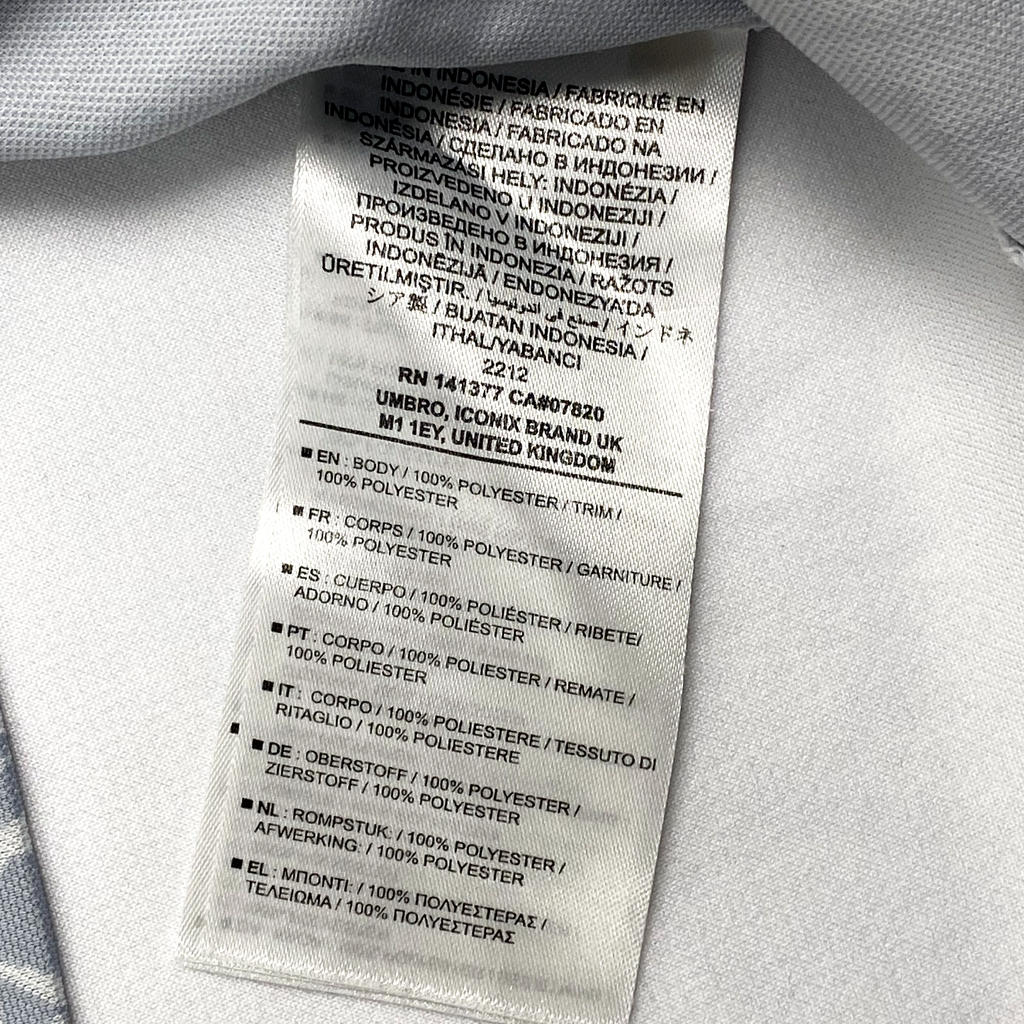 IN INDONESIA / FABRIQUÉ EN
INDONÉSIE / FABRICADO EN
INDONESIA / FABRICADO NA
INDONÉSIA / СДЕЛАНО В ИНДОНЕЗИИ /
SZÁRMAZÁSI HELY: INDONÉZIA /
PROIZVEDENO U INDONEZIJI /
IZDELANO V INDONEZIJI /
ПРОИЗВЕДЕНО В ИНДОНЕЗИЯ /
PRODUS ÎN INDONEZIA / RAŽOTS
INDONĒZIJĀ / ENDONEZYA'DA
ÜRETILMIŞTIR. / صنع في اندونيسيا / インドネ
シア製 / BUATAN INDONESIA /
ITHAL/YABANCI
2212
RN 141377 CA#07820
UMBRO, ICONIX BRAND UK
M1 1EY, UNITED KINGDOM
EN : BODY / 100% POLYESTER / TRIM /
100% POLYESTER
FR : CORPS / 100% POLYESTER / GARNITURE /
100% POLYESTER
ES : CUERPO / 100% POLIÉSTER / RIBETE/
ADORNO / 100% POLIÉSTER
PT : CORPO / 100% POLIESTER / REMATE /
100% POLIESTER
IT : CORPO / 100% POLIESTERE / TESSUTO DI
RITAGLIO / 100% POLIESTERE
DE : OBERSTOFF / 100% POLYESTER /
ZIERSTOFF / 100% POLYESTER
NL : ROMPSTUK: / 100% POLYESTER /
AFWERKING: / 100% POLYESTER
EL : ΜΠΟΝΤΙ: / 100% ΠΟΛΥΕΣΤΕΡΑΣ /
ΤΕΛΕΙΩΜΑ / 100% ΠΟΛΥΕΣΤΕΡΑΣ